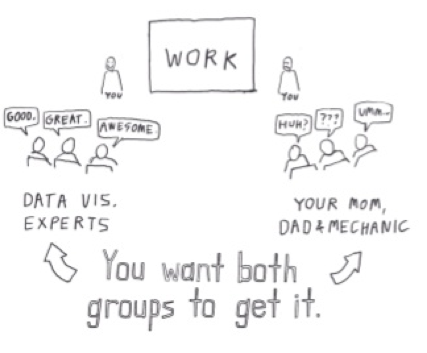 WORK
YOU
YOU
GOOD.
GREAT.
AWESOME.
HUH?
???
UMM...
DATA VIS.
EXPERTS
YOUR MOM,
DAD & MECHANIC
You want both
groups to get it.